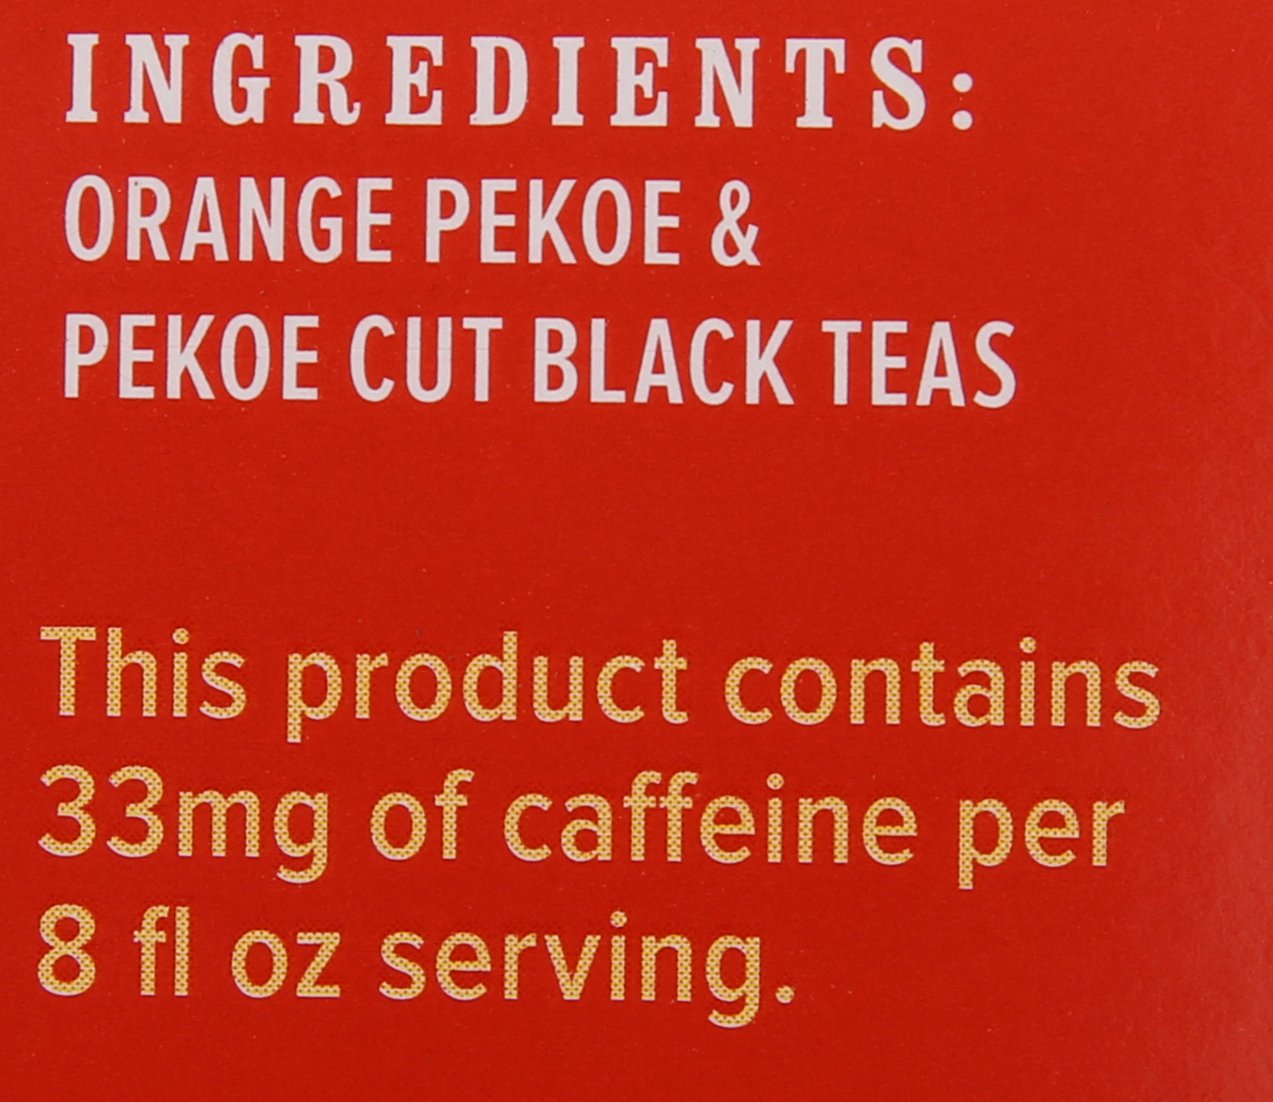 INGREDIENTS:
ORANGE PEKOE &
PEKOE CUT BLACK TEAS
This product contains
33mg of caffeine per
8 fl oz serving.